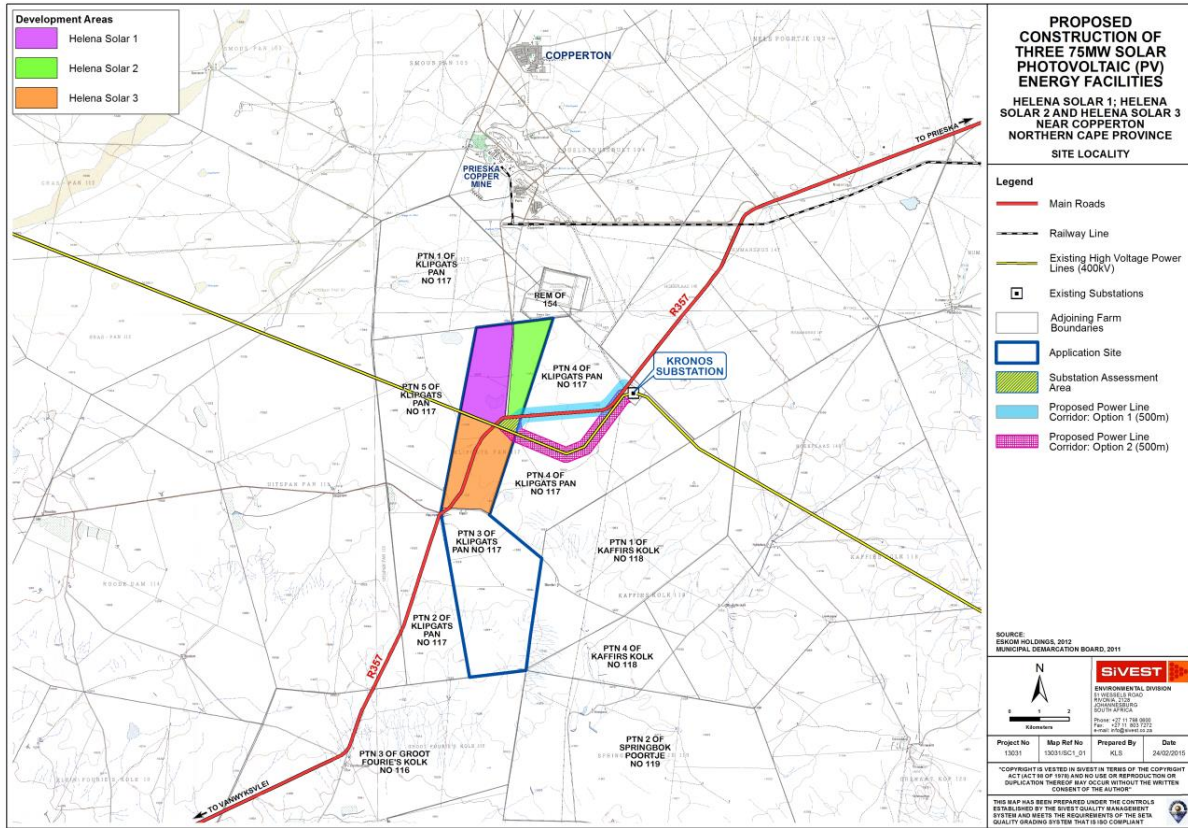 Development Areas
Helena Solar 1
Helena Solar 2
Helena Solar 3
COPPERTON
PRIESKA
COPPER
MINE
TO PRIESKA
PTN 1 OF
KLIPGATS
PAN
NO 117
REM OF
154
R357
KRONOS
SUBSTATION
PTN 4 OF
KLIPGATS PAN
NO 117
PTN 5 OF
KLIPGATS
PAN
NO 117
PTN 4 OF
KLIPGATS PAN
NO 117
PTN 3 OF
KLIPGATS
PAN NO 117
PTN 1 OF
KAFFIRS KOLK
NO 118
PTN 2 OF
KLIPGATS
PAN
NO 117
PTN 4 OF
KAFFIRS KOLK
NO 118
R357
PTN 3 OF GROOT
FOURIE'S KOLK
NO 116
PTN 2 OF
SPRINGBOK
POORTJE
NO 119
TO VANWYKSVLEI
PROPOSED
CONSTRUCTION OF
THREE 75MW SOLAR
PHOTOVOLTAIC (PV)
ENERGY FACILITIES
HELENA SOLAR 1; HELENA
SOLAR 2 AND HELENA SOLAR 3
NEAR COPPERTON
NORTHERN CAPE PROVINCE
SITE LOCALITY
Legend
Main Roads
Railway Line
Existing High Voltage Power
Lines (400kV)
Existing Substations
Adjoining Farm
Boundaries
Application Site
Substation Assessment
Area
Proposed Power Line
Corridor: Option 1 (500m)
Proposed Power Line
Corridor: Option 2 (500m)
SOURCE:
ESKOM HOLDINGS, 2012
MUNICIPAL DEMARCATION BOARD, 2011
N
0 1 2
Kilometers
SiVEST
ENVIRONMENTAL DIVISION
51 WESSELS ROAD
RIVONIA, 2128
JOHANNESBURG
SOUTH AFRICA
Project No
Map Ref No
Prepared By
Date
13031
13031/SC1_01
KLS
24/02/2015
"COPYRIGHT IS VESTED IN SIVEST IN TERMS OF THE COPYRIGHT
ACT (ACT 98 OF 1978) AND NO USE OR REPRODUCTION OR
DUPLICATION THEREOF MAY OCCUR WITHOUT THE WRITTEN
CONSENT OF THE AUTHOR"
THIS MAP HAS BEEN PREPARED UNDER THE CONTROLS
ESTABLISHED BY THE SIVEST QUALITY MANAGEMENT
SYSTEM AND MEETS THE REQUIREMENTS OF THE SETA
QUALITY GRADING SYSTEM THAT IS ISO COMPLIANT